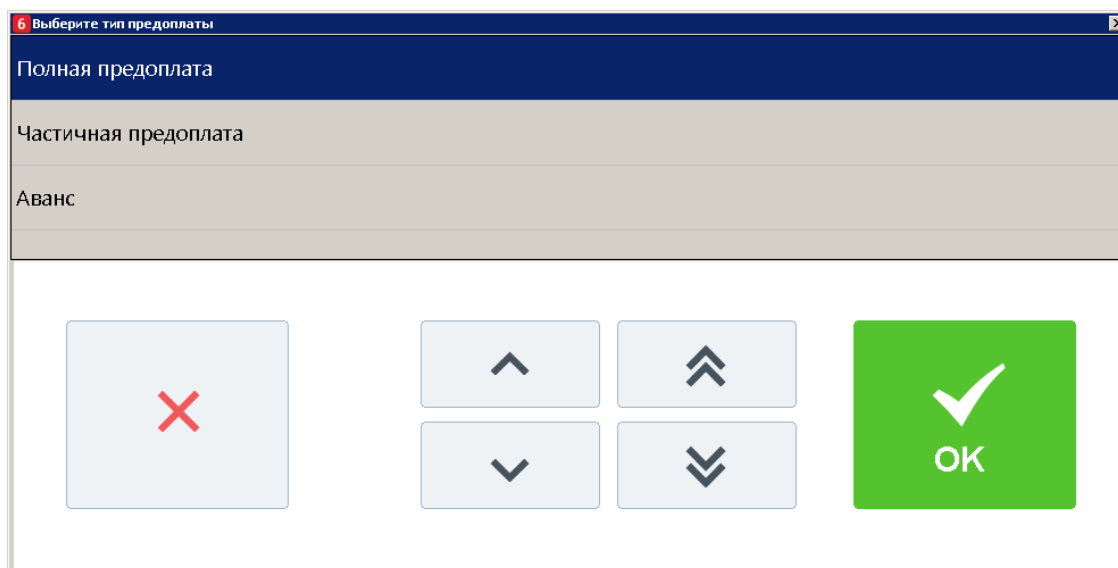 6 Выберите тип предоплаты
Полная предоплата
Частичная предоплата
Аванс
OK